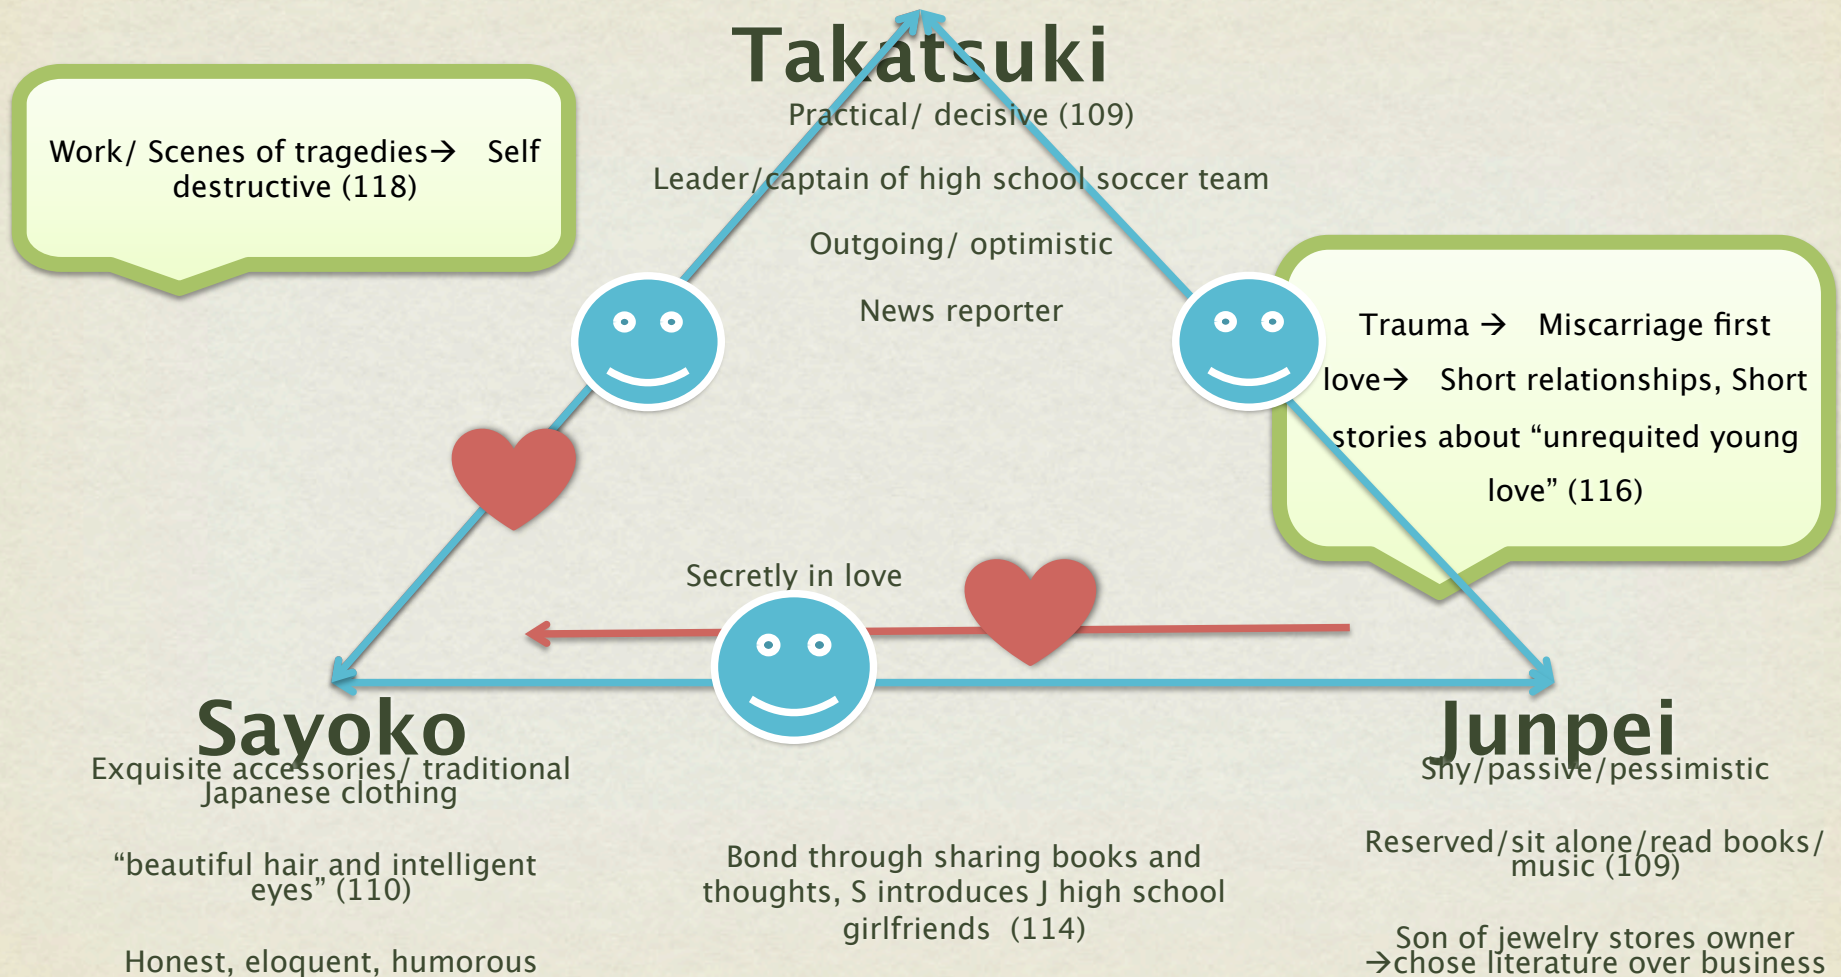 Takatsuki
Practical/ decisive (109)
Leader/captain of high school soccer team
Outgoing/ optimistic
News reporter
Work/ Scenes of tragedies→ Self
destructive (118)
Trauma → Miscarriage first
love→ Short relationships, Short
stories about “unrequited young
love” (116)
Secretly in love
Sayoko
Exquisite accessories/ traditional
Japanese clothing
“beautiful hair and intelligent
eyes” (110)
Honest, eloquent, humorous
Bond through sharing books and
thoughts, S introduces J high school
girlfriends (114)
Junpei
Shy/passive/pessimistic
Reserved/sit alone/read books/
music (109)
Son of jewelry stores owner
→chose literature over business